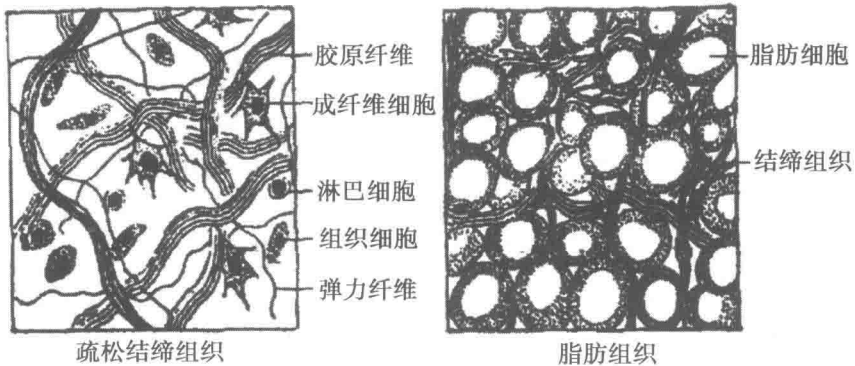 胶原纤维
成纤维细胞
淋巴细胞
组织细胞
弹力纤维
疏松结缔组织
脂肪细胞
结缔组织
脂肪组织